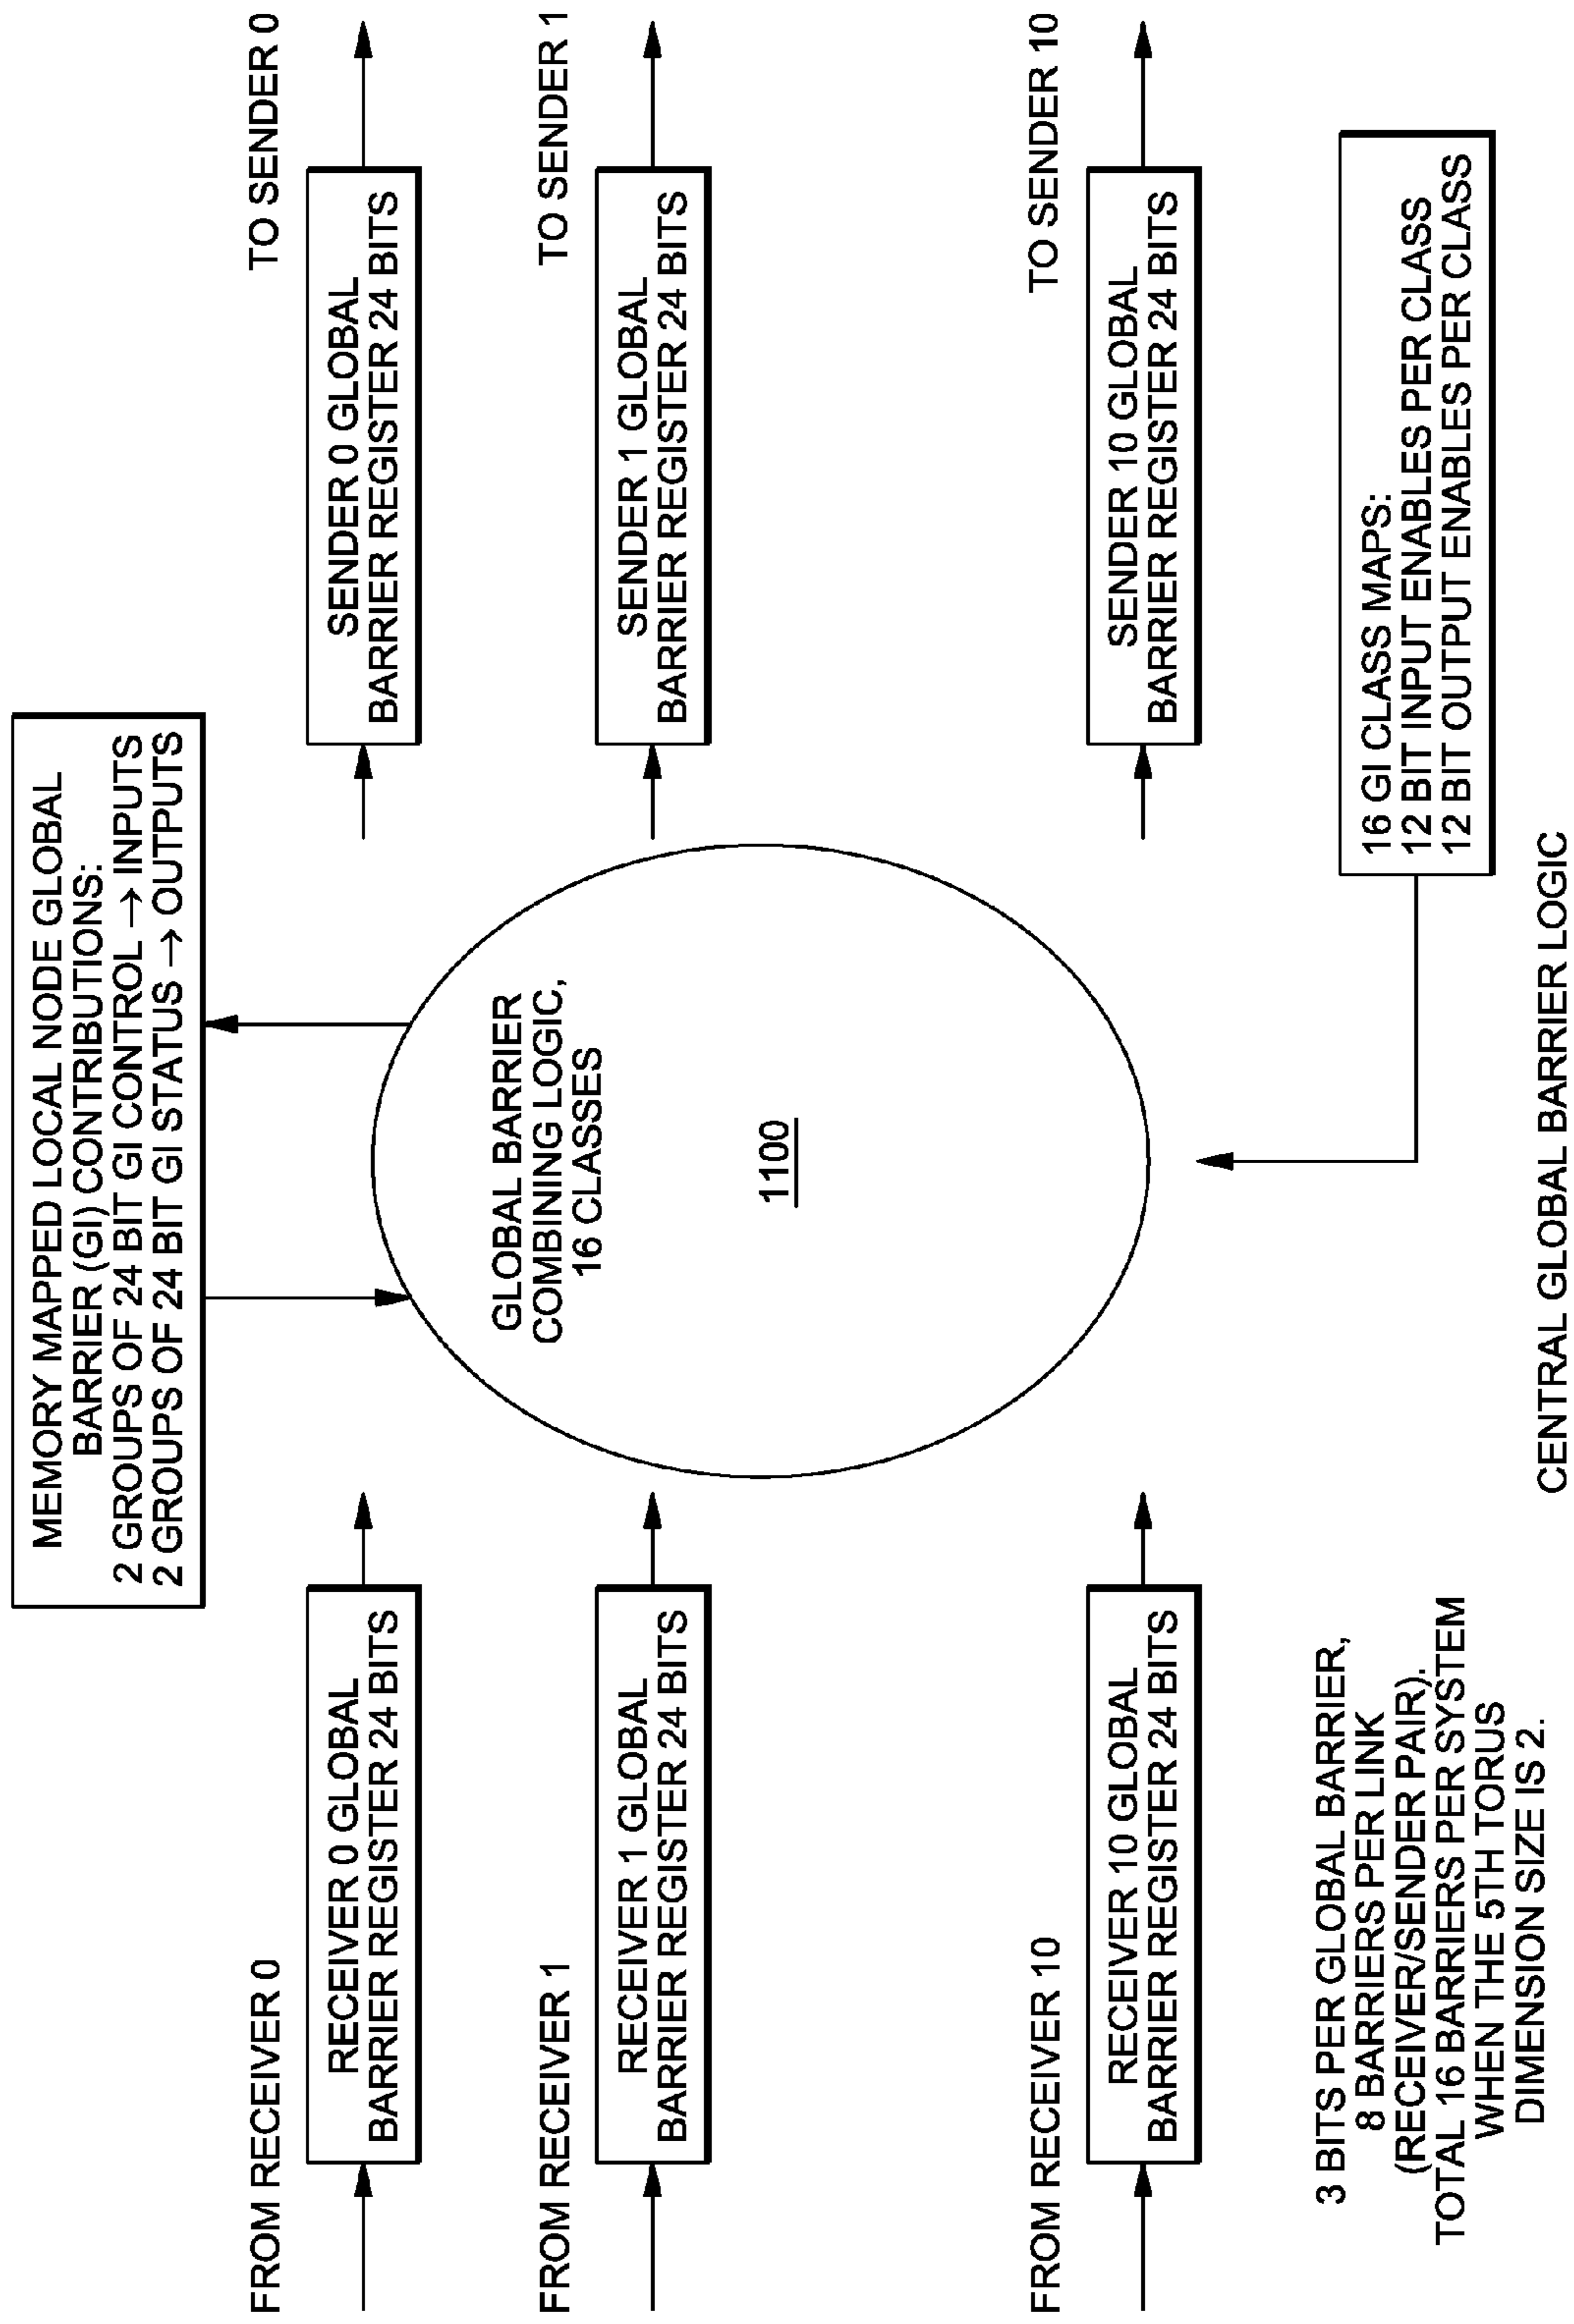 MEMORY MAPPED LOCAL NODE GLOBAL
BARRIER (GI) CONTRIBUTIONS:
2 GROUPS OF 24 BIT GI CONTROL → INPUTS
2 GROUPS OF 24 BIT GI STATUS → OUTPUTS
FROM RECEIVER 0
RECEIVER 0 GLOBAL
BARRIER REGISTER 24 BITS
SENDER 0 GLOBAL
BARRIER REGISTER 24 BITS
TO SENDER 0
FROM RECEIVER 1
RECEIVER 1 GLOBAL
BARRIER REGISTER 24 BITS
GLOBAL BARRIER
COMBINING LOGIC,
16 CLASSES
1100
SENDER 1 GLOBAL
BARRIER REGISTER 24 BITS
TO SENDER 1
FROM RECEIVER 10
RECEIVER 10 GLOBAL
BARRIER REGISTER 24 BITS
SENDER 10 GLOBAL
BARRIER REGISTER 24 BITS
TO SENDER 10
3 BITS PER GLOBAL BARRIER,
8 BARRIERS PER LINK
(RECEIVER/SENDER PAIR).
TOTAL 16 BARRIERS PER SYSTEM
WHEN THE 5TH TORUS
DIMENSION SIZE IS 2.
16 GI CLASS MAPS:
12 BIT INPUT ENABLES PER CLASS
12 BIT OUTPUT ENABLES PER CLASS
CENTRAL GLOBAL BARRIER LOGIC